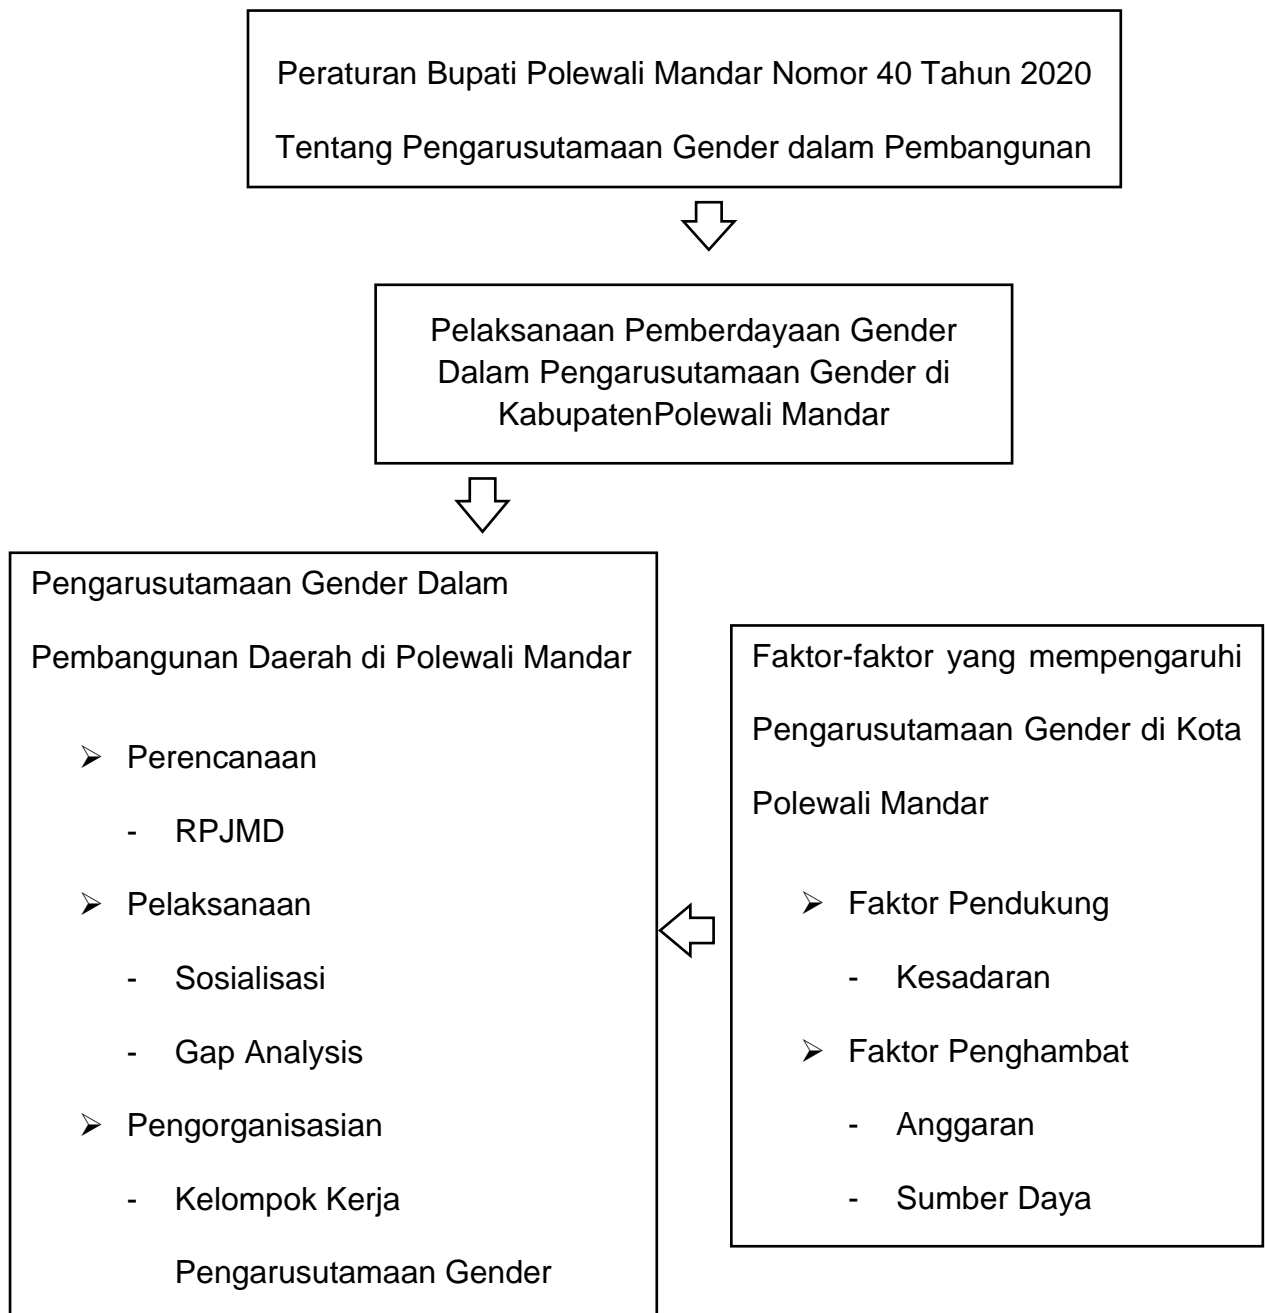 Peraturan Bupati Polewali Mandar Nomor 40 Tahun 2020
Tentang Pengarusutamaan Gender dalam Pembangunan
Pelaksanaan Pemberdayaan Gender
Dalam Pengarusutamaan Gender di
KabupatenPolewali Mandar
Pengarusutamaan Gender Dalam
Pembangunan Daerah di Polewali Mandar
➢ Perencanaan
- RPJMD
➢ Pelaksanaan
- Sosialisasi
- Gap Analysis
➢ Pengorganisasian
- Kelompok Kerja
Pengarusutamaan Gender
Faktor-faktor yang mempengaruhi
Pengarusutamaan Gender di Kota
Polewali Mandar
➢ Faktor Pendukung
- Kesadaran
➢ Faktor Penghambat
- Anggaran
- Sumber Daya